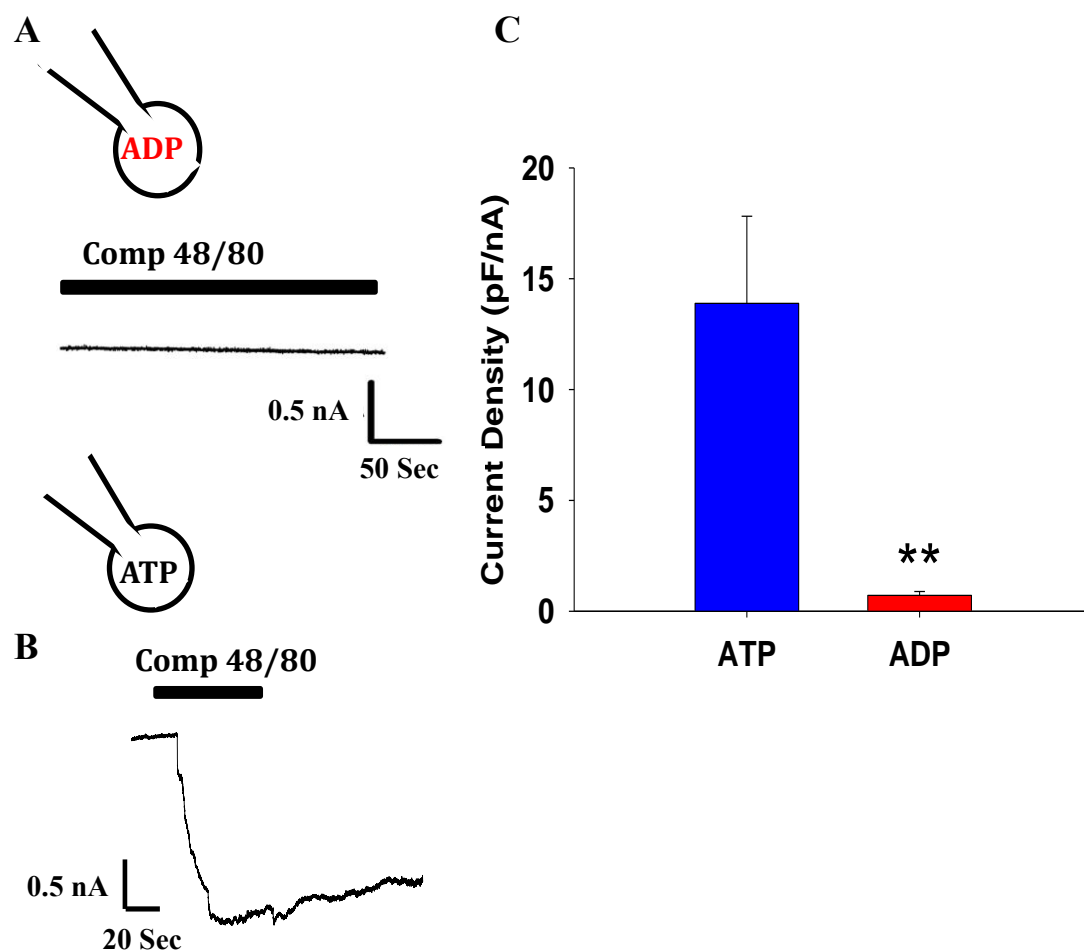 A
ADP
Comp 48/80
0.5 nA
50 Sec
ATP
B
Comp 48/80
0.5 nA
20 Sec
C
Current Density (pF/nA)
20
15
10
5
0
**
ATP
ADP